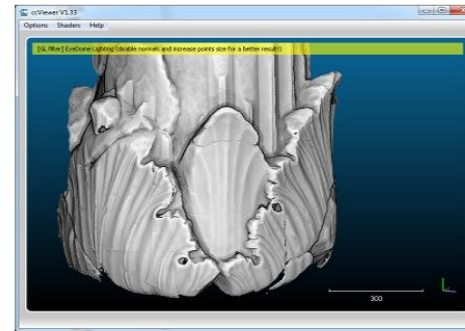 ccViewer V1.33
Options Shaders Help
[GL filter] EyeDome Lighting (disable normals and increase points size for a better result!)
300